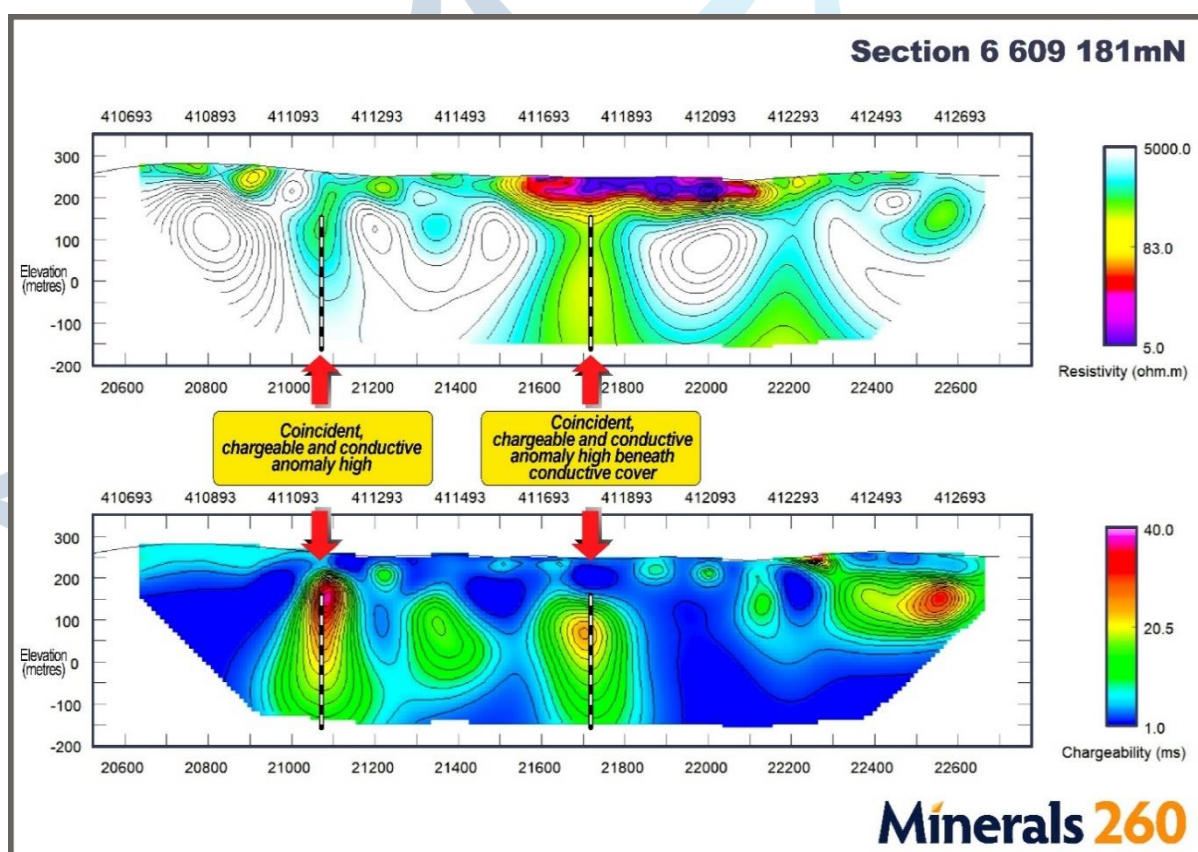 Section 6 609 181mN
410693 410893 411093 411293 411493 411693 411893 412093 412293 412493 412693
300
200
100
Elevation
(metres)
0
-100
-200
20600 20800 21000 21200 21400 21600 21800 22000 22200 22400 22600
5000.0
83.0
5.0
Resistivity (ohm.m)
Coincident,
chargeable and conductive
anomaly high
Coincident,
chargeable and conductive
anomaly high beneath
conductive cover
410693 410893 411093 411293 411493 411693 411893 412093 412293 412493 412693
300
200
100
Elevation
(metres)
0
-100
-200
20600 20800 21000 21200 21400 21600 21800 22000 22200 22400 22600
40.0
20.5
1.0
Chargeability (ms)
Minerals 260